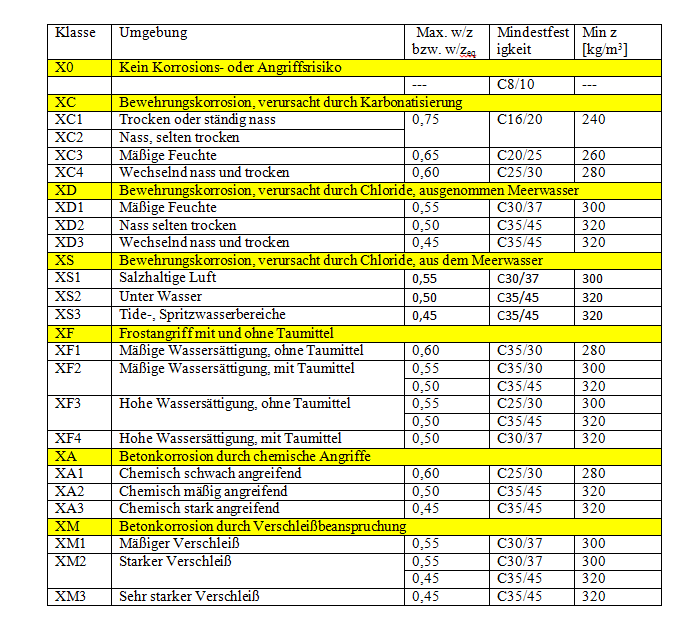 Klasse Umgebung Max. w/z Mindestfest Min z
bzw. w/zeq igkeit [kg/m³]
X0 Kein Korrosions- oder Angriffsrisiko
--- C8/10 ---
XC Bewehrungskorrosion, verursacht durch Karbonatisierung
XC1 Trocken oder ständig nass 0,75 C16/20 240
XC2 Nass, selten trocken
XC3 Mäßige Feuchte 0,65 C20/25 260
XC4 Wechselnd nass und trocken 0,60 C25/30 280
XD Bewehrungskorrosion, verursacht durch Chloride, ausgenommen Meerwasser
XD1 Mäßige Feuchte 0,55 C30/37 300
XD2 Nass selten trocken 0,50 C35/45 320
XD3 Wechselnd nass und trocken 0,45 C35/45 320
XS Bewehrungskorrosion, verursacht durch Chloride, aus dem Meerwasser
XS1 Salzhaltige Luft 0,55 C30/37 300
XS2 Unter Wasser 0,50 C35/45 320
XS3 Tide-, Spritzwasserbereiche 0,45 C35/45 320
XF Frostangriff mit und ohne Taumittel
XF1 Mäßige Wassersättigung, ohne Taumittel 0,60 C35/30 280
XF2 Mäßige Wassersättigung, mit Taumittel 0,55 C35/30 300
0,50 C35/45 320
XF3 Hohe Wassersättigung, ohne Taumittel 0,55 C25/30 300
0,50 C35/45 320
XF4 Hohe Wassersättigung, mit Taumittel 0,50 C30/37 320
XA Betonkorrosion durch chemische Angriffe
XA1 Chemisch schwach angreifend 0,60 C25/30 280
XA2 Chemisch mäßig angreifend 0,50 C35/45 320
XA3 Chemisch stark angreifend 0,45 C35/45 320
XM Betonkorrosion durch Verschleißbeanspruchung
XM1 Mäßiger Verschleiß 0,55 C30/37 300
XM2 Starker Verschleiß 0,55 C30/37 300
0,45 C35/45 320
XM3 Sehr starker Verschleiß 0,45 C35/45 320